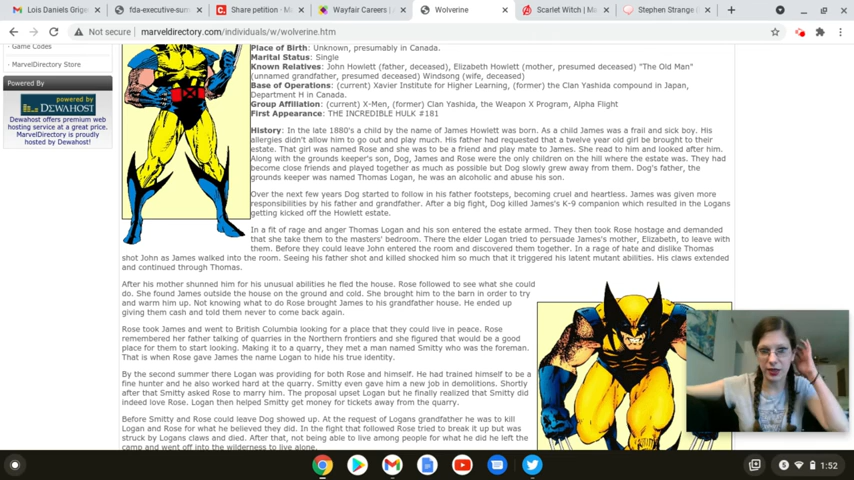 Lois Daniels Grige
fda-executive-sum
Share petition · M
Wayfair Careers |
Wolverine
Scarlet Witch | Ma
Stephen Strange (
Not secure | marveldirectory.com/individuals/w/wolverine.htm
· Game Codes
· MarvelDirectory Store
Powered By
powered by
DEWAHOST
Dewahost offers premium web
hosting service at a great price.
MarvelDirectory is proudly
hosted by Dewahost!
Place of Birth: Unknown, presumably in Canada.
Marital Status: Single
Known Relatives: John Howlett (father, deceased), Elizabeth Howlett (mother, presumed deceased) "The Old Man"
(unnamed grandfather, presumed deceased) Windsong (wife, deceased)
Base of Operations: (current) Xavier Institute for Higher Learning, (former) the Clan Yashida compound in Japan,
Department H in Canada.
Group Affiliation: (current) X-Men, (former) Clan Yashida, the Weapon X Program, Alpha Flight
First Appearance: THE INCREDIBLE HULK #181
History: In the late 1880's a child by the name of James Howlett was born. As a child James was a frail and sick boy. His
allergies didn't allow him to go out and play much. His father had requested that a twelve year old girl be brought to their
estate. That girl was named Rose and she was to be a friend and play mate to James. She read to him and looked after him.
Along with the grounds keeper's son, Dog, James and Rose were the only children on the hill where the estate was. They had
become close friends and played together as much as possible but Dog slowly grew away from them. Dog's father, the
grounds keeper was named Thomas Logan, he was an alcoholic and abuse his son.
Over the next few years Dog started to follow in his father footsteps, becoming cruel and heartless. James was given more
responsibilities by his father and grandfather. After a big fight, Dog killed James's K-9 companion which resulted in the Logans
getting kicked off the Howlett estate.
In a fit of rage and anger Thomas Logan and his son entered the estate armed. They then took Rose hostage and demanded
that she take them to the masters' bedroom. There the elder Logan tried to persuade James's mother, Elizabeth, to leave with
them. Before they could leave John entered the room and discovered them together. In a rage of hate and dislike Thomas
shot John as James walked into the room. Seeing his father shot and killed shocked him so much that it triggered his latent mutant abilities. His claws extended
and continued through Thomas.
After his mother shunned him for his unusual abilities he fled the house. Rose followed to see what she could
do. She found James outside the house on the ground and cold. She brought him to the barn in order to try
and warm him up. Not knowing what to do Rose brought James to his grandfather house. He ended up
giving them cash and told them never to come back again.
Rose took James and went to British Columbia looking for a place that they could live in peace. Rose
remembered her father talking of quarries in the Northern frontiers and she figured that would be a good
place for them to start looking. Making it to a quarry, they met a man named Smitty who was the foreman.
That is when Rose gave James the name Logan to hide his true identity.
By the second summer there Logan was providing for both Rose and himself. He had trained himself to be a
fine hunter and he also worked hard at the quarry. Smitty even gave him a new job in demolitions. Shortly
after that Smitty asked Rose to marry him. The proposal upset Logan but he finally realized that Smitty did
indeed love Rose. Logan then helped Smitty get money for tickets away from the quarry.
Before Smitty and Rose could leave Dog showed up. At the request of Logans grandfather he was to kill
Logan and Rose for what he believed they did. In the fight that followed Rose tried to break it up but was
struck by Logans claws and died. After that, not being able to live among people for what he did he left the
camp and went off into the wilderness to live alone.
1:52